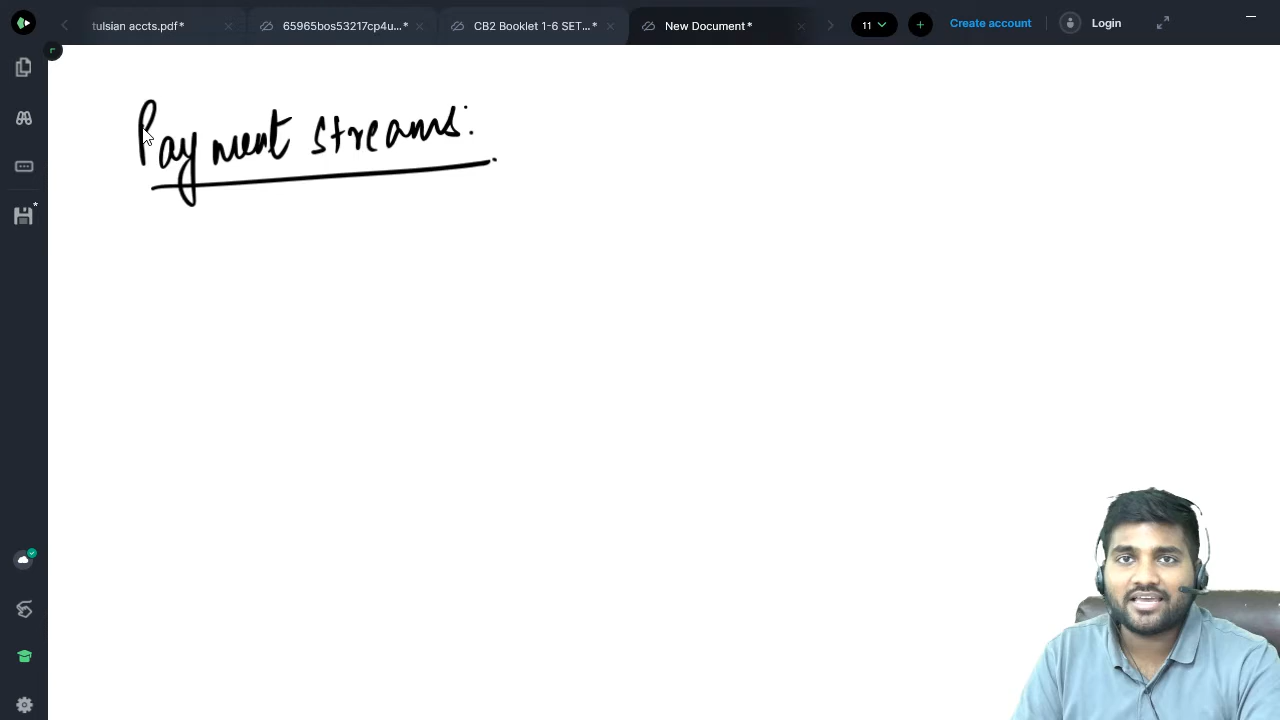 tulsian accts.pdf* 65965bos53217cp4u...* CB2 Booklet 1-6 SET...* New Document* 11 Create account Login
Payment streams: